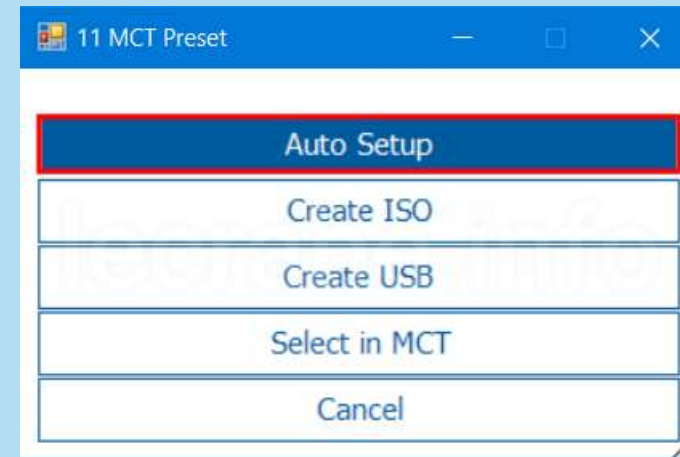 11 MCT Preset
Auto Setup
Create ISO
Create USB
Select in MCT
Cancel